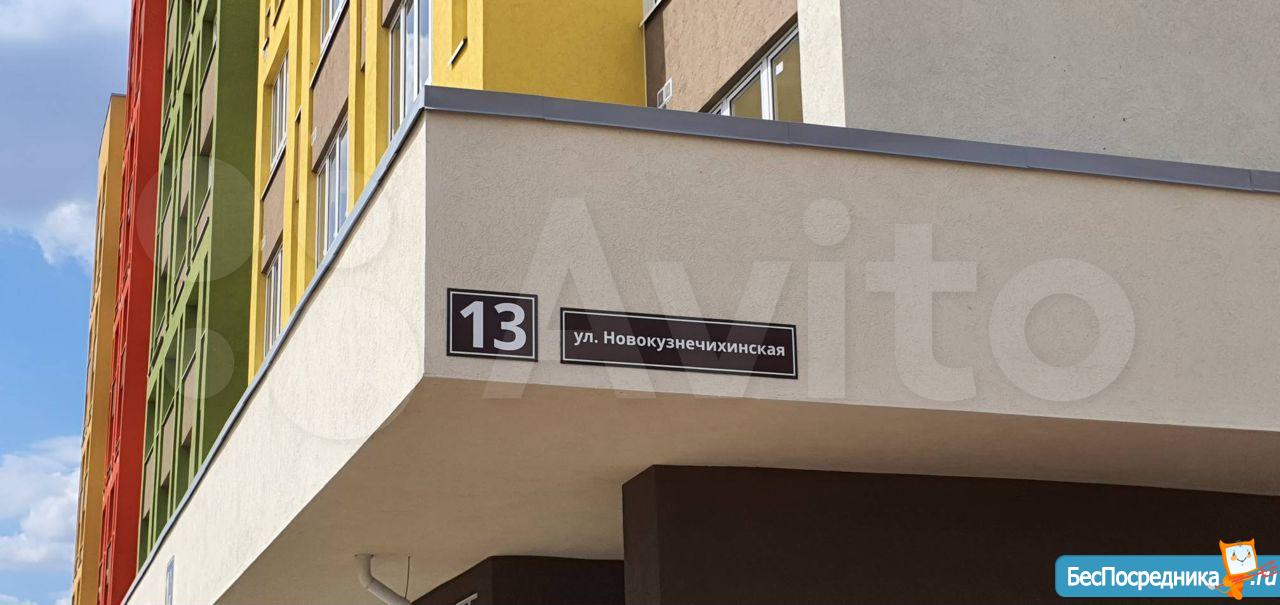 Avito
13
ул. Новокузнечихинская
БесПосредника.ru